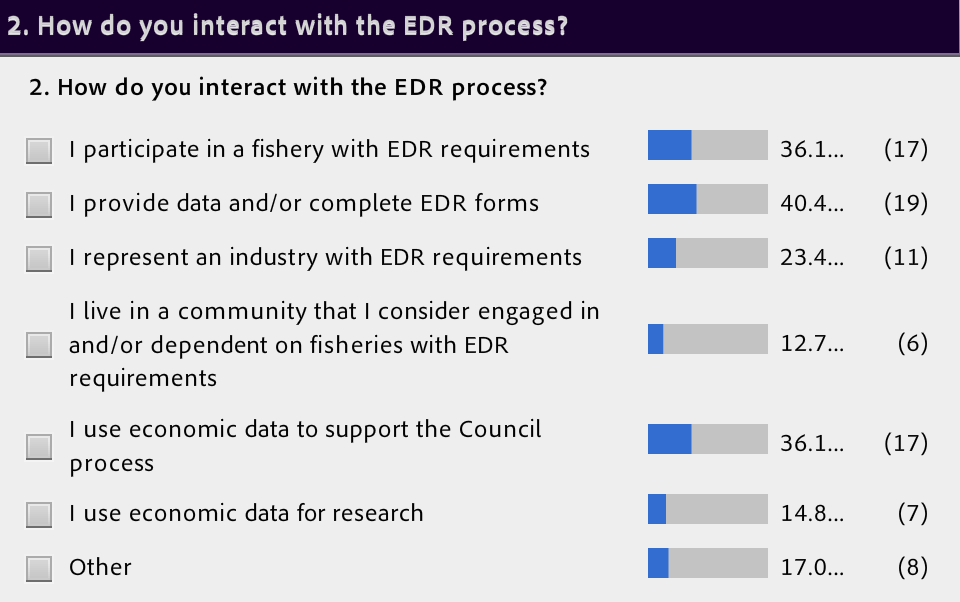 2. How do you interact with the EDR process?
2. How do you interact with the EDR process?
I participate in a fishery with EDR requirements 36.1... (17)
I provide data and/or complete EDR forms 40.4... (19)
I represent an industry with EDR requirements 23.4... (11)
I live in a community that I consider engaged in
and/or dependent on fisheries with EDR 12.7... (6)
requirements
I use economic data to support the Council
process 36.1... (17)
I use economic data for research 14.8... (7)
Other 17.0... (8)